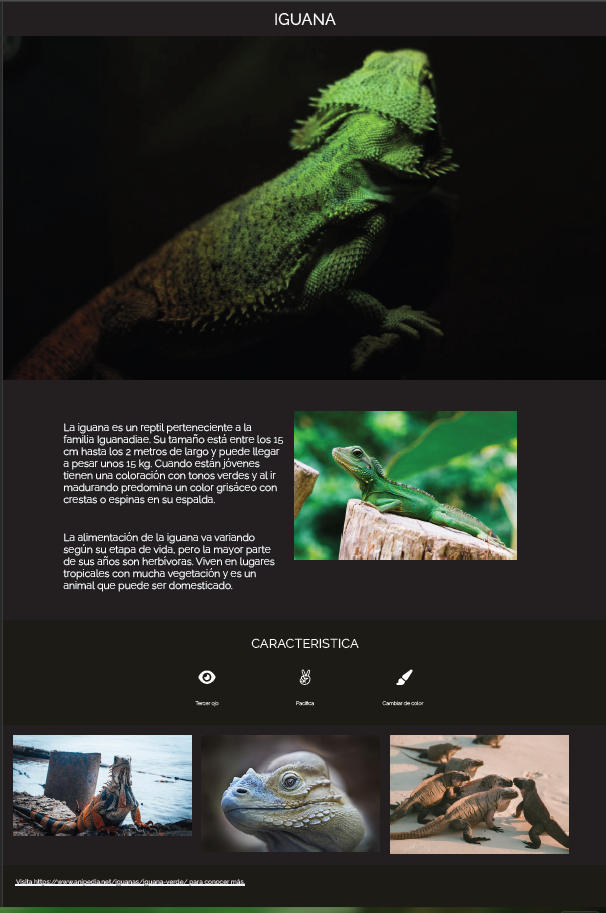 IGUANA
La iguana es un reptil perteneciente a la
familia Iguanadiae. Su tamaño está entre los 15
cm hasta los 2 metros de largo y puede llegar
a pesar unos 15 kg. Cuando están jóvenes
tienen una coloración con tonos verdes y al ir
madurando predomina un color grisáceo con
crestas o espinas en su espalda.
La alimentación de la iguana va variando
según su etapa de vida, pero la mayor parte
de sus años son herbívoras. Viven en lugares
tropicales con mucha vegetación y es un
animal que puede ser domesticado.
CARACTERISTICA
Tercer ojo
Pacifica
Cambiar de color
Visita https://www.anipedia.net/iguanas/iguana-verde/ para conocer más.